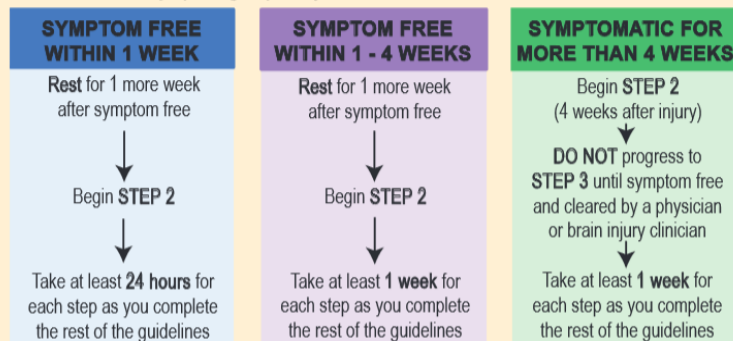 SYMPTOM FREE
WITHIN 1 WEEK
Rest for 1 more week
after symptom free
Begin STEP 2
Take at least 24 hours for
each step as you complete
the rest of the guidelines
SYMPTOM FREE
WITHIN 1 - 4 WEEKS
Rest for 1 more week
after symptom free
Begin STEP 2
Take at least 1 week for
each step as you complete
the rest of the guidelines
SYMPTOMATIC FOR
MORE THAN 4 WEEKS
Begin STEP 2
(4 weeks after injury)
DO NOT progress to
STEP 3 until symptom free
and cleared by a physician
or brain injury clinician
Take at least 1 week for
each step as you complete
the rest of the guidelines